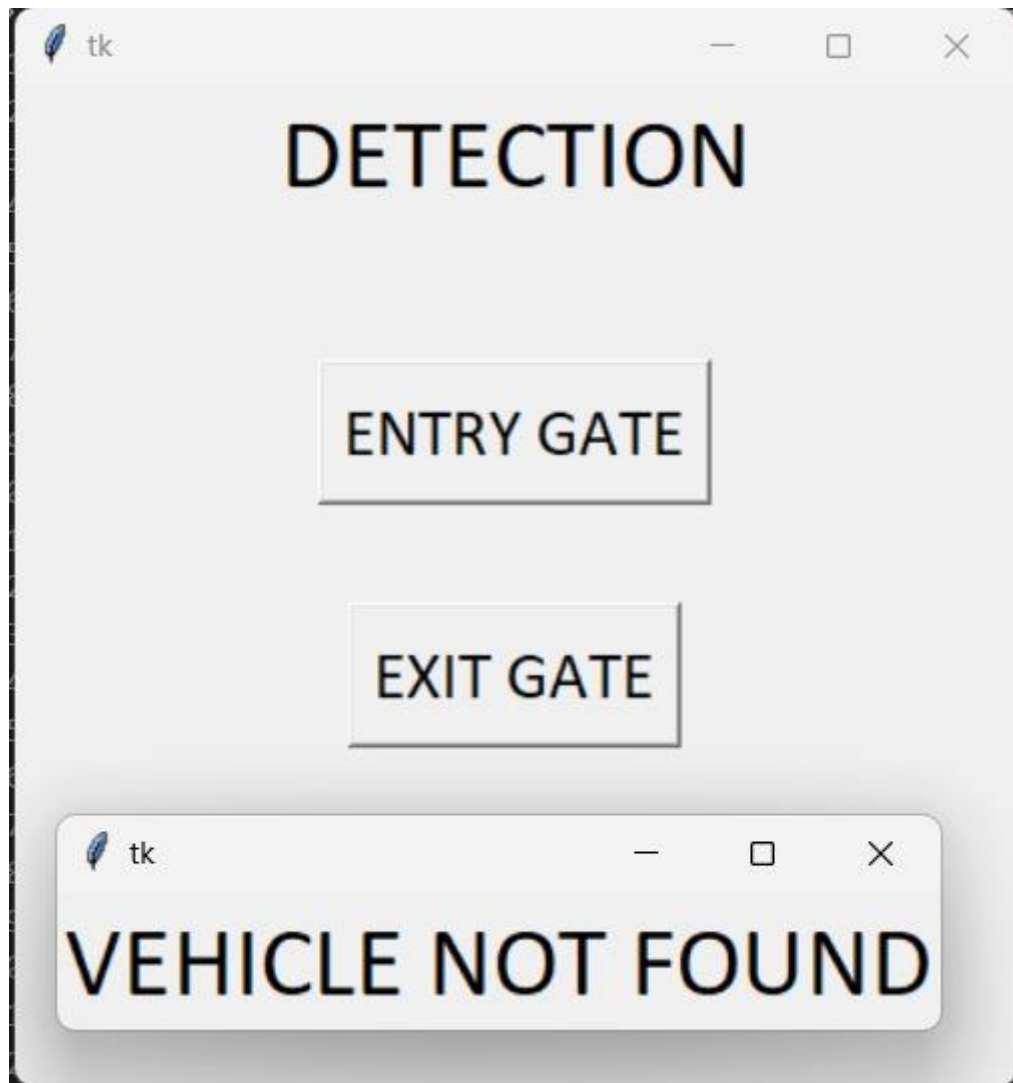 tk
DETECTION
ENTRY GATE
EXIT GATE
tk
VEHICLE NOT FOUND